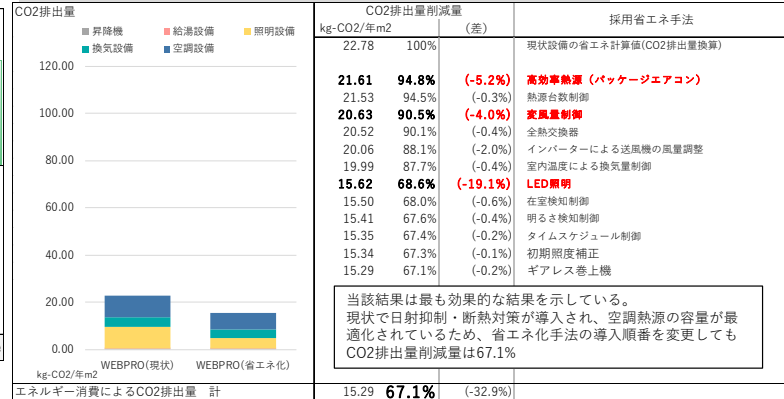 CO2排出量
昇降機 給湯設備 照明設備
換気設備 空調設備
120.00
100.00
80.00
60.00
40.00
20.00
0.00
WEBPRO(現状) WEBPRO(省エネ化)
kg-CO2/年m2
CO2排出量削減量
kg-CO2/年m2 (差) 採用省エネ手法
22.78 100% 現状設備の省エネ計算値(CO2排出量換算)
21.61 94.8% (-5.2%) 高効率熱源（パッケージエアコン）
21.53 94.5% (-0.3%) 熱源台数制御
20.63 90.5% (-4.0%) 変風量制御
20.52 90.1% (-0.4%) 全熱交換器
20.06 88.1% (-2.0%) インバーターによる送風機の風量調整
19.99 87.7% (-0.4%) 室内温度による換気量制御
15.62 68.6% (-19.1%) LED照明
15.50 68.0% (-0.6%) 在室検知制御
15.41 67.6% (-0.4%) 明るさ検知制御
15.35 67.4% (-0.2%) タイムスケジュール制御
15.34 67.3% (-0.1%) 初期照度補正
15.29 67.1% (-0.2%) ギアレス巻上機
当該結果は最も効果的な結果を示している。
現状で日射抑制・断熱対策が導入され、空調熱源の容量が最
適化されているため、省エネ化手法の導入順番を変更しても
CO2排出量削減量は67.1%
エネルギー消費によるCO2排出量 計 15.29 67.1% (-32.9%)